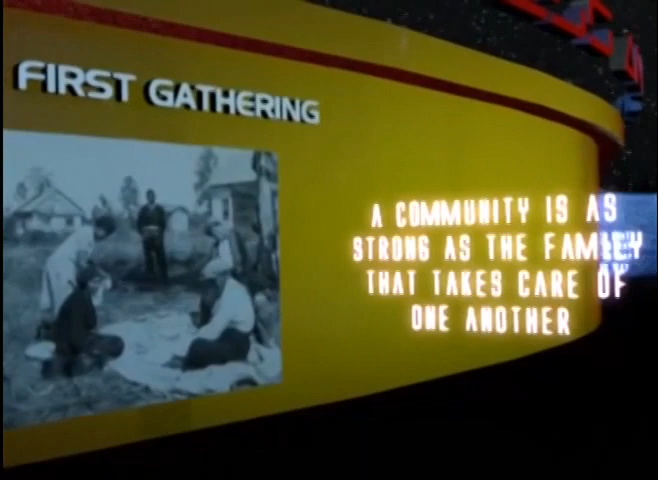 FIRST GATHERING
A COMMUNITY IS AS
STRONG AS THE FAMILY
THAT TAKES CARE OF
ONE ANOTHER